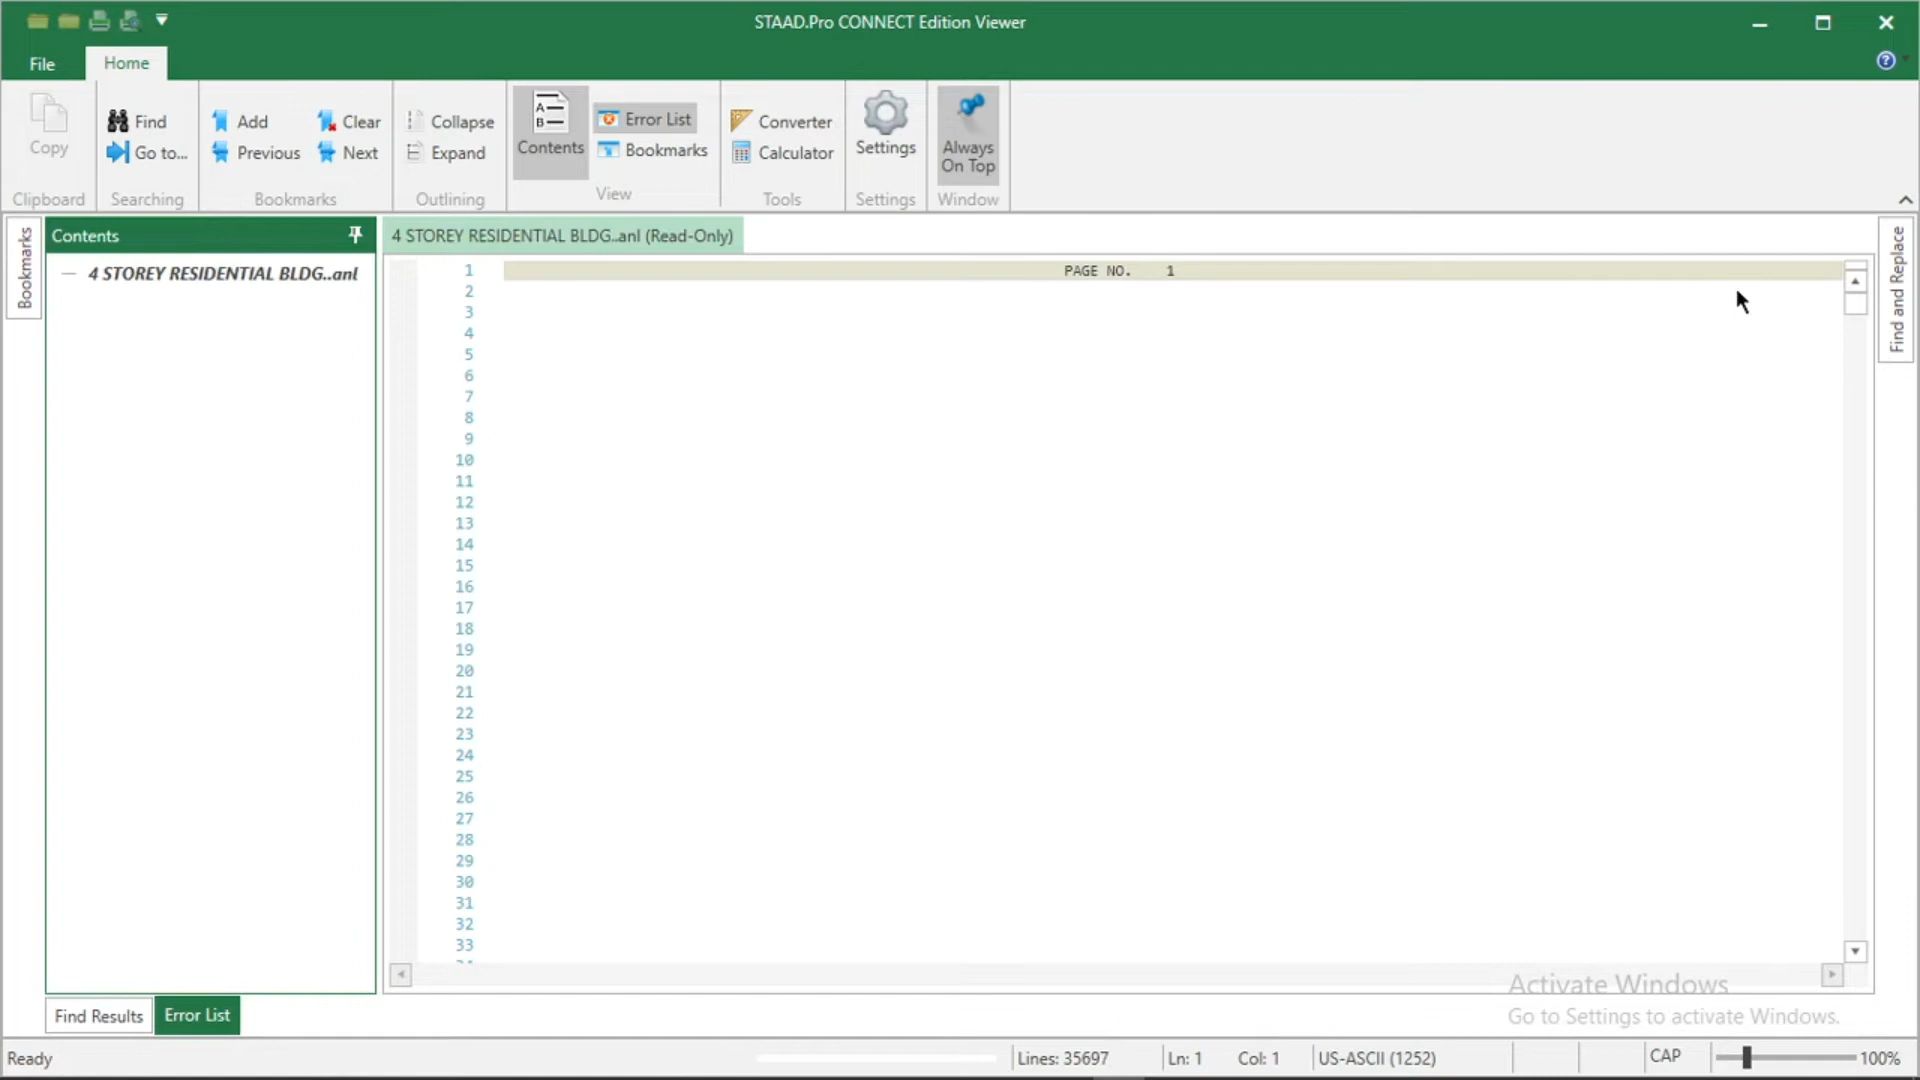 STAAD.Pro CONNECT Edition Viewer
File
Home
?
Copy
Clipboard
Find
Go to...
Searching
Add
Clear
Previous
Next
Bookmarks
Collapse
Expand
Outlining
A
B
Contents
Error List
Bookmarks
View
Converter
Calculator
Tools
Settings
Settings
Always
On Top
Window
Bookmarks
Contents
4 STOREY RESIDENTIAL BLDG..anl
4 STOREY RESIDENTIAL BLDG..anl (Read-Only)
1 PAGE NO. 1
2
3
4
5
6
7
8
9
10
11
12
13
14
15
16
17
18
19
20
21
22
23
24
25
26
27
28
29
30
31
32
33
Find and Replace
Activate Windows
Go to Settings to activate Windows.
Find Results
Error List
Ready
Lines: 35697
Ln: 1
Col: 1
US-ASCII (1252)
CAP
100%